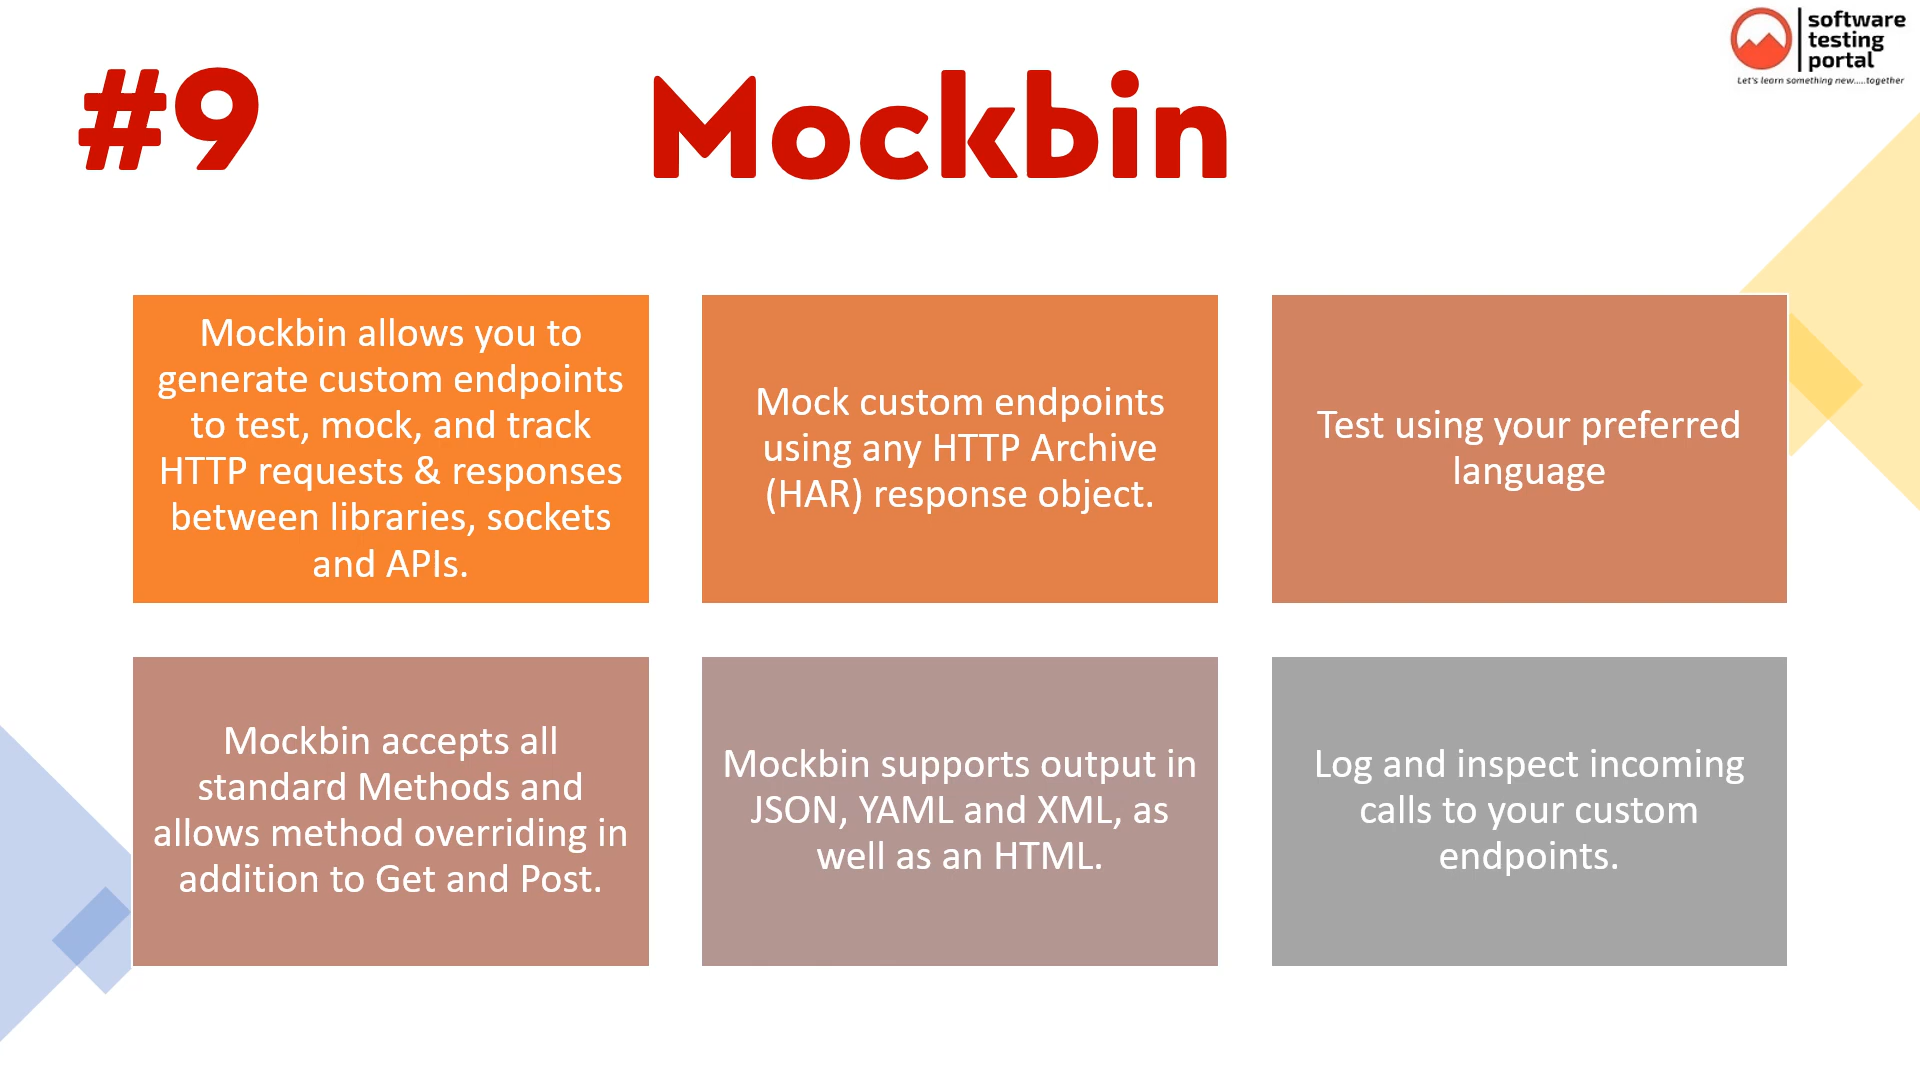 software
testing
portal
Let's learn something new.....together
#9
Mockbin
Mockbin allows you to
generate custom endpoints
to test, mock, and track
HTTP requests & responses
between libraries, sockets
and APIs.
Mock custom endpoints
using any HTTP Archive
(HAR) response object.
Test using your preferred
language
Mockbin accepts all
standard Methods and
allows method overriding in
addition to Get and Post.
Mockbin supports output in
JSON, YAML and XML, as
well as an HTML.
Log and inspect incoming
calls to your custom
endpoints.